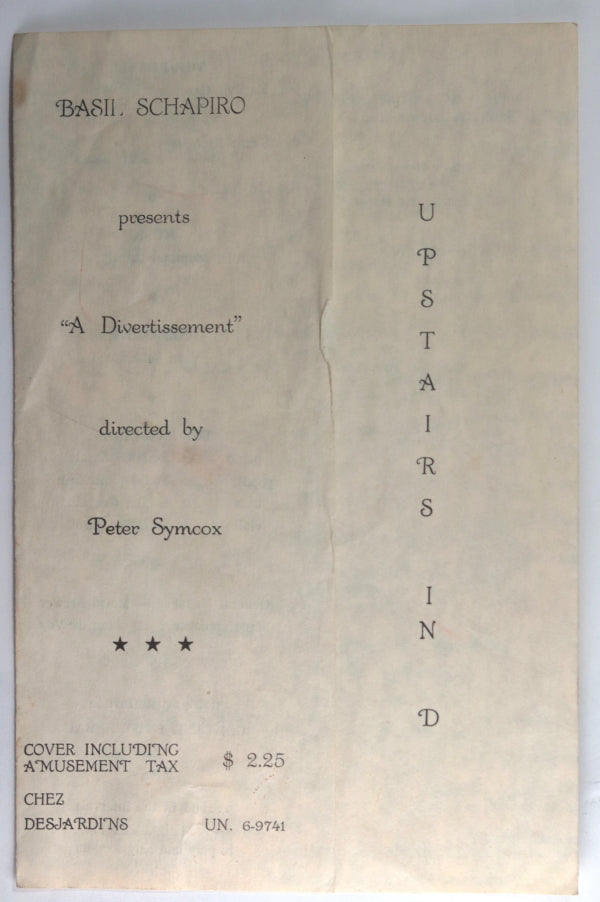 BASIL SCHAPIRO
presents
“A Divertissement”
directed by
Peter Symcox
★ ★ ★
COVER INCLUDING
AMUSEMENT TAX $ 2.25
CHEZ
DESJARDINS UN. 6-9741
U
P
S
T
A
I
R
S
I
N
D